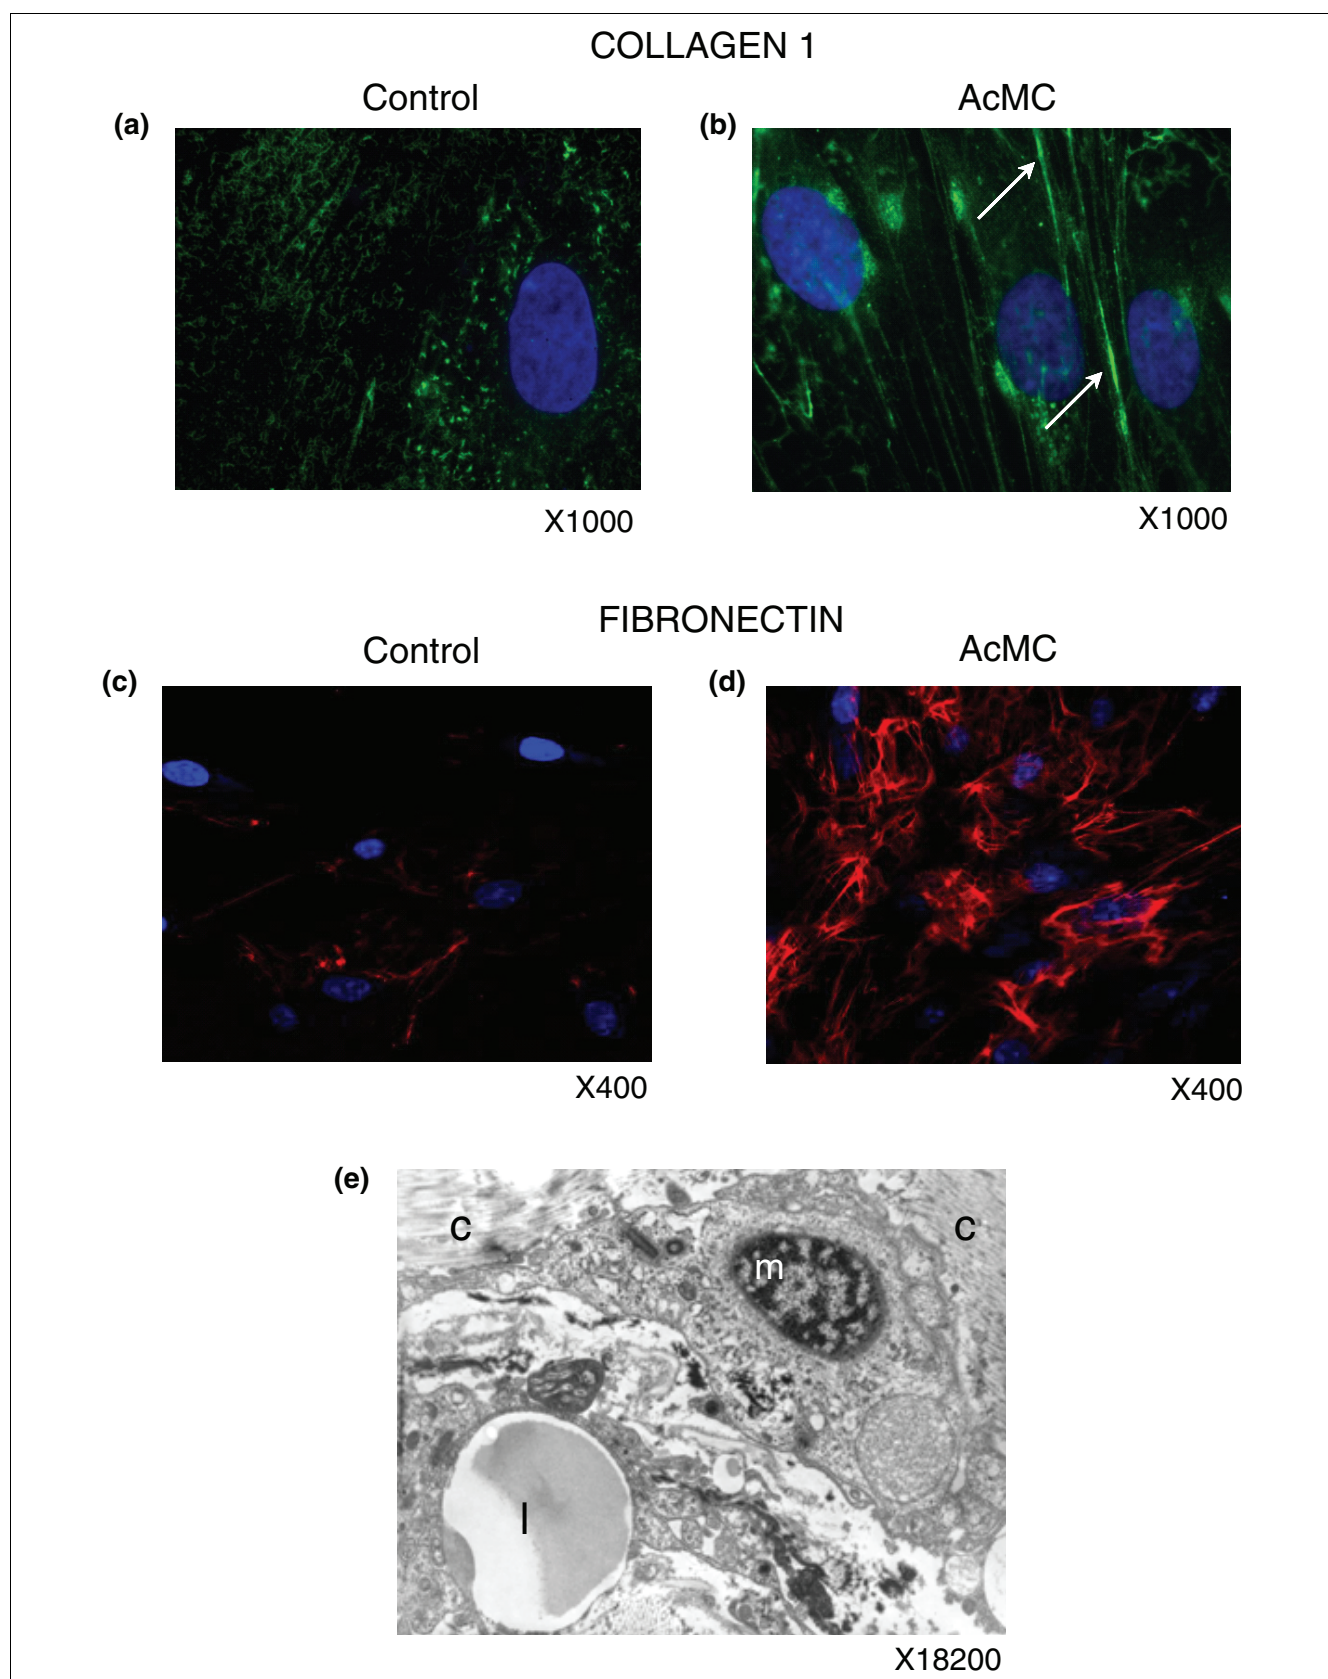 COLLAGEN 1
Control
AcMC
(a)
(b)
X1000
X1000
FIBRONECTIN
Control
AcMC
(c)
(d)
X400
X400
(e)
c
c
m
l
X18200